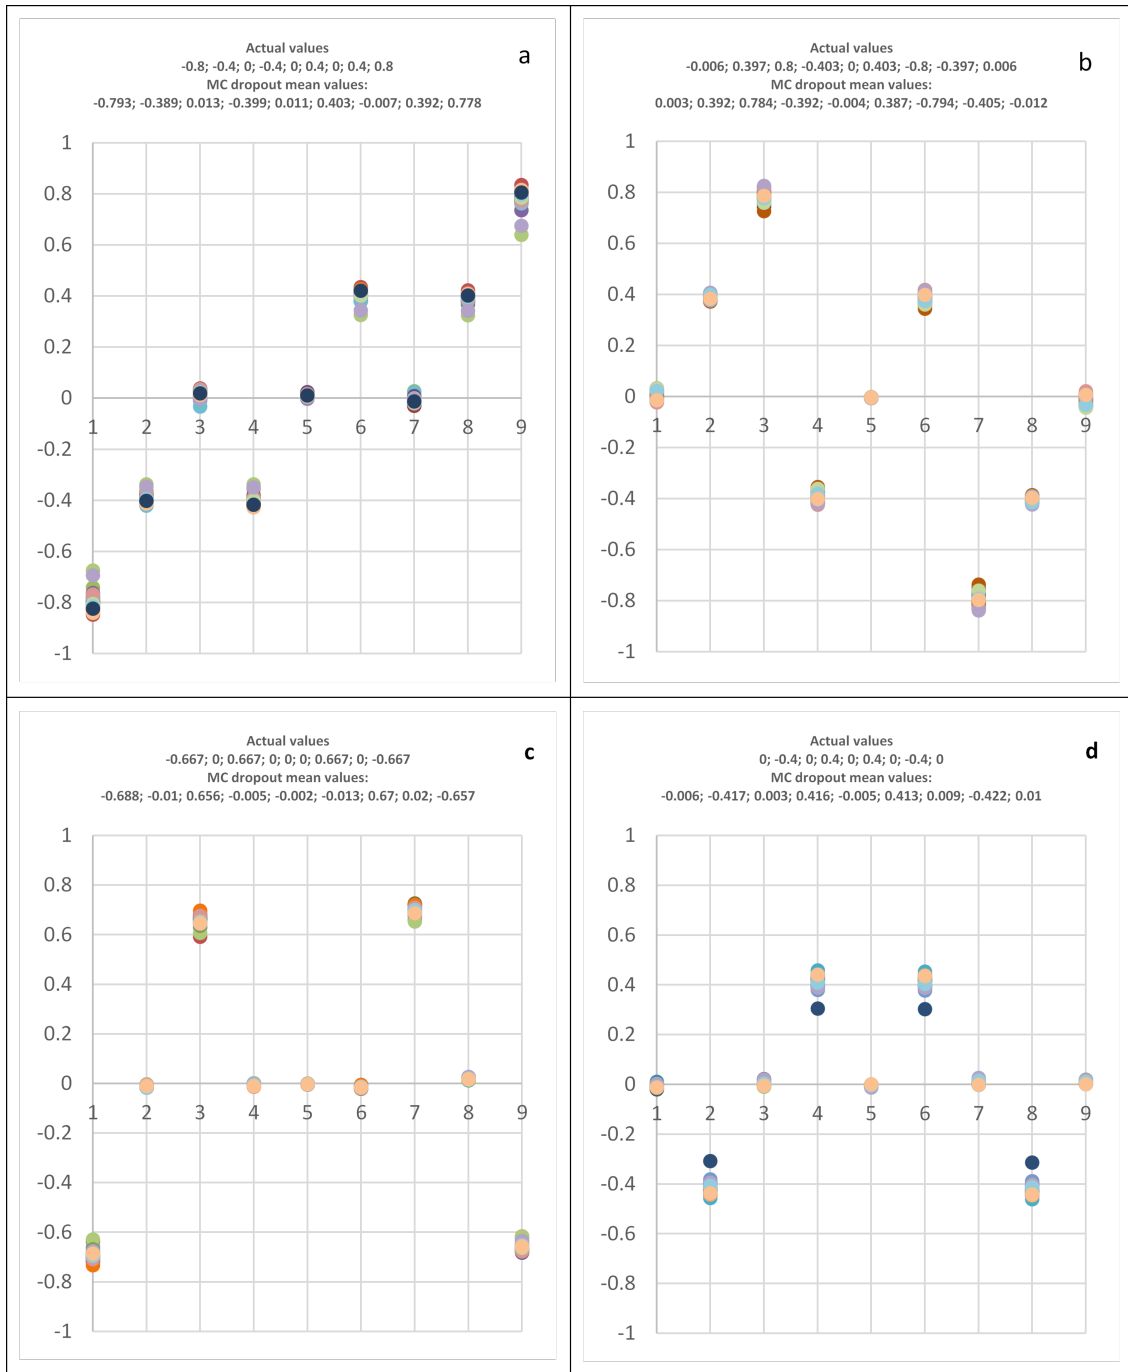 Actual values
-0.8; -0.4; 0; -0.4; 0; 0.4; 0; 0.4; 0.8
MC dropout mean values:
-0.793; -0.389; 0.013; -0.399; 0.011; 0.403; -0.007; 0.392; 0.778
a
1
0.8
0.6
0.4
0.2
0
1 2 3 4 5 6 7 8 9
-0.2
-0.4
-0.6
-0.8
-1
Actual values
-0.006; 0.397; 0.8; -0.403; 0; 0.403; -0.8; -0.397; 0.006
MC dropout mean values:
0.003; 0.392; 0.784; -0.392; -0.004; 0.387; -0.794; -0.405; -0.012
b
1
0.8
0.6
0.4
0.2
0
1 2 3 4 5 6 7 8 9
-0.2
-0.4
-0.6
-0.8
-1
Actual values
-0.667; 0; 0.667; 0; 0; 0; 0.667; 0; -0.667
MC dropout mean values:
-0.688; -0.01; 0.656; -0.005; -0.002; -0.013; 0.67; 0.02; -0.657
c
1
0.8
0.6
0.4
0.2
0
1 2 3 4 5 6 7 8 9
-0.2
-0.4
-0.6
-0.8
-1
Actual values
0; -0.4; 0; 0.4; 0; 0.4; 0; -0.4; 0
MC dropout mean values:
-0.006; -0.417; 0.003; 0.416; -0.005; 0.413; 0.009; -0.422; 0.01
d
1
0.8
0.6
0.4
0.2
0
1 2 3 4 5 6 7 8 9
-0.2
-0.4
-0.6
-0.8
-1